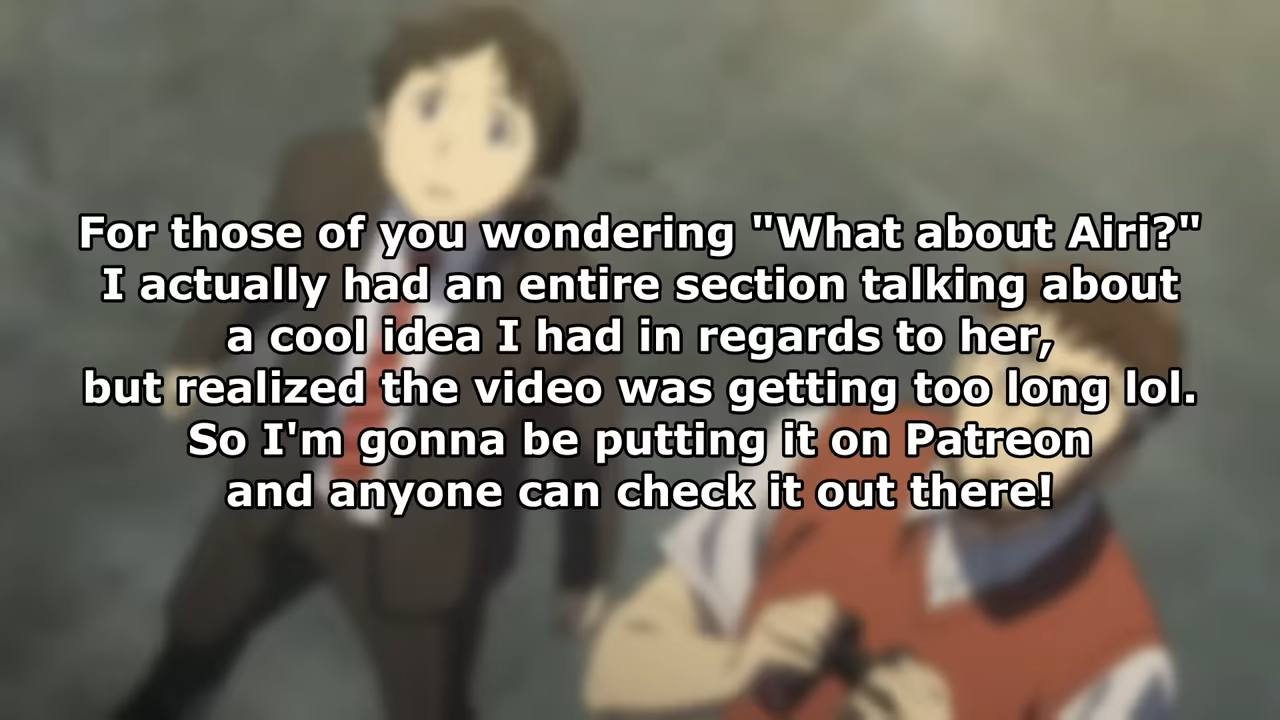 For those of you wondering "What about Airi?"
I actually had an entire section talking about
a cool idea I had in regards to her,
but realized the video was getting too long lol.
So I'm gonna be putting it on Patreon
and anyone can check it out there!